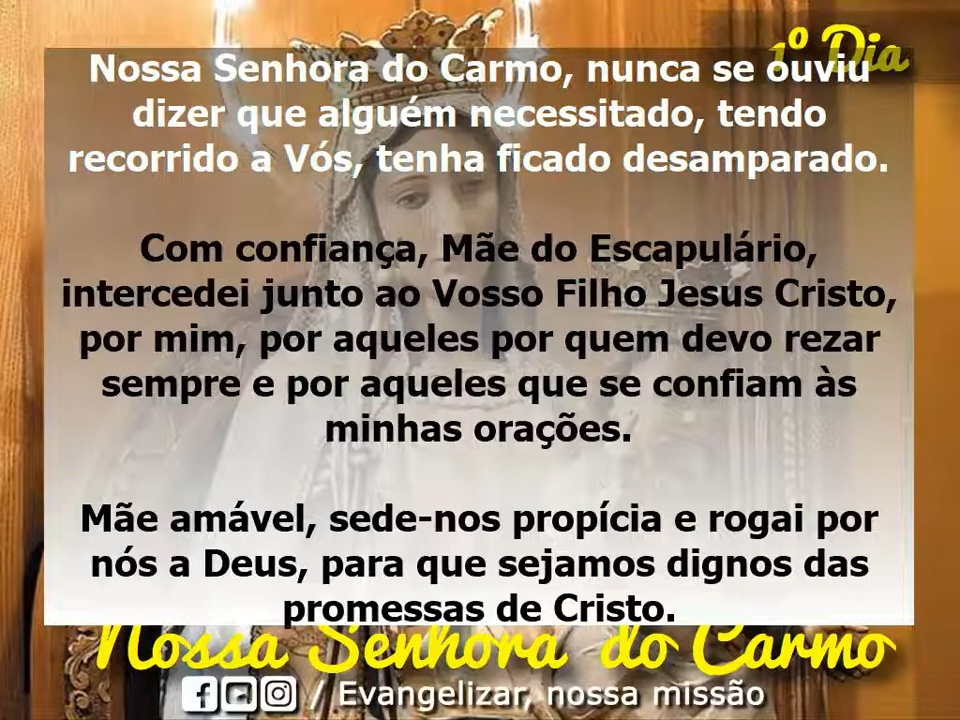 1º Dia
Nossa Senhora do Carmo, nunca se ouviu
dizer que alguém necessitado, tendo
recorrido a Vós, tenha ficado desamparado.
Com confiança, Mãe do Escapulário,
intercedei junto ao Vosso Filho Jesus Cristo,
por mim, por aqueles por quem devo rezar
sempre e por aqueles que se confiam às
minhas orações.
Mãe amável, sede-nos propícia e rogai por
nós a Deus, para que sejamos dignos das
promessas de Cristo.
Nossa Senhora do Carmo
/ Evangelizar, nossa missão